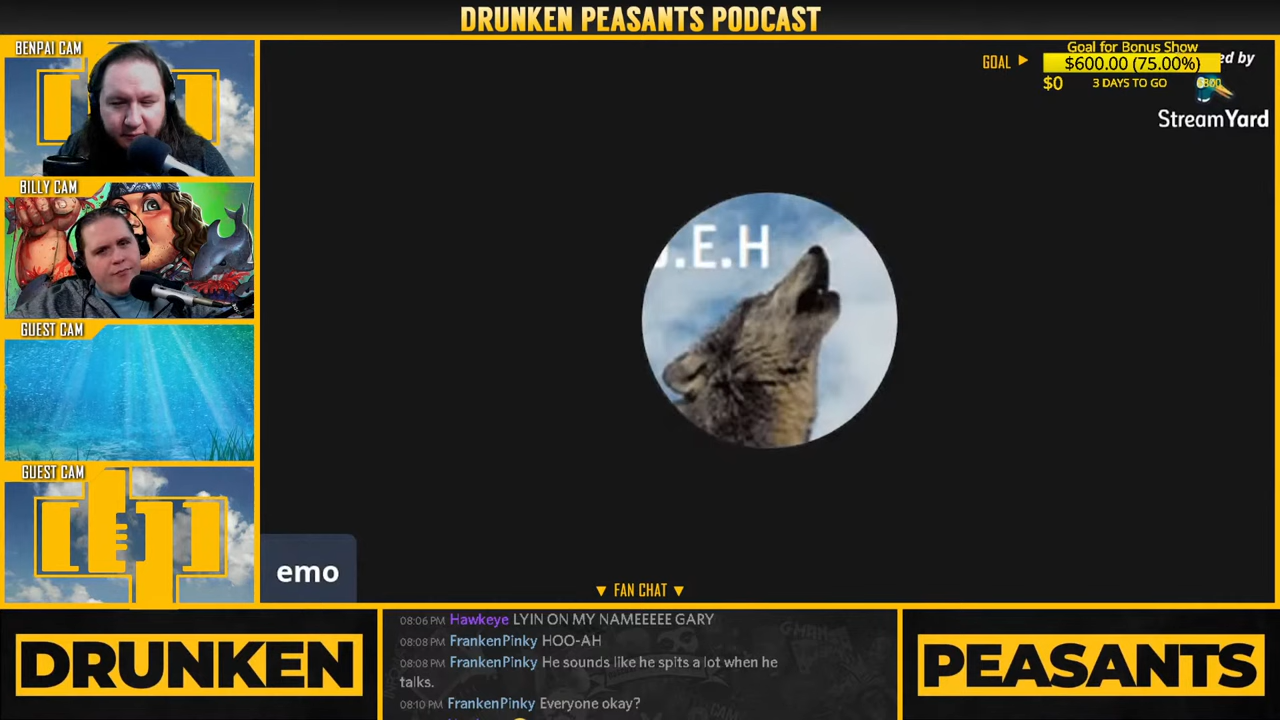 DRUNKEN PEASANTS PODCAST
BENPAI CAM
BILLY CAM
GUEST CAM
GUEST CAM
GOAL
Goal for Bonus Show
$600.00 (75.00%)
$0
3 DAYS TO GO
ed by
StreamYard
.E.H
emo
▼ FAN CHAT ▼
08:06 PM Hawkeye LYIN ON MY NAMEEEEE GARY
08:08 PM FrankenPinky HOO-AH
08:08 PM FrankenPinky He sounds like he spits a lot when he
talks.
08:10 PM FrankenPinky Everyone okay?
DRUNKEN
PEASANTS